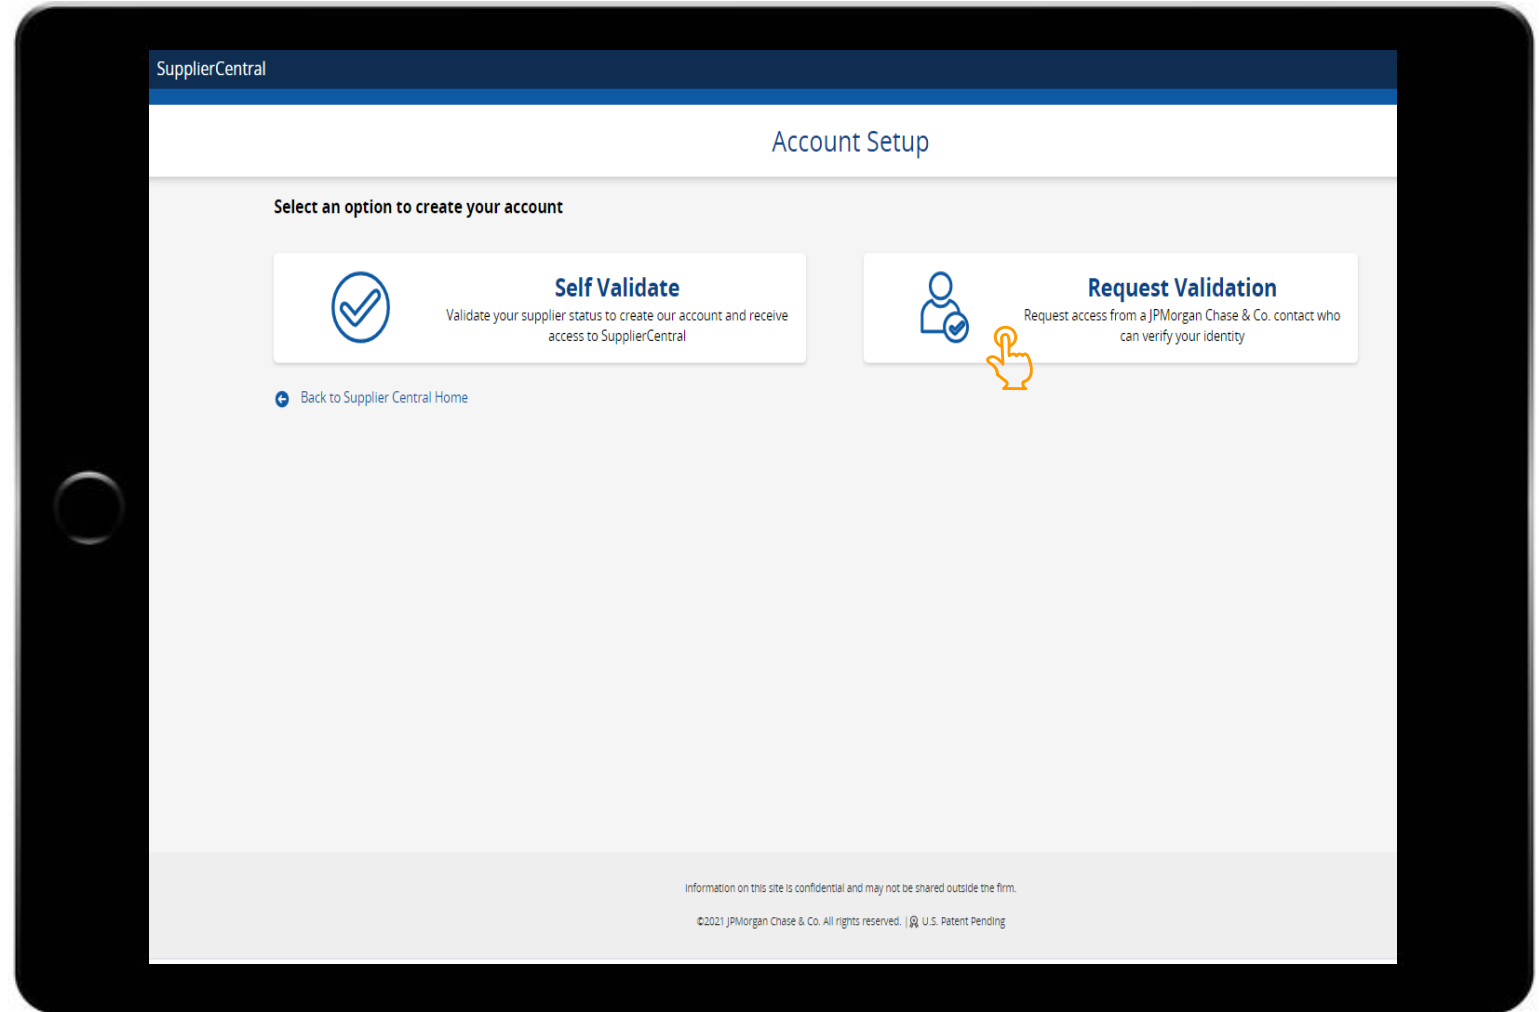 SupplierCentral
Account Setup
Select an option to create your account
Self Validate
Validate your supplier status to create our account and receive
access to SupplierCentral
Request Validation
Request access from a JPMorgan Chase & Co. contact who
can verify your identity
Back to Supplier Central Home
Information on this site is confidential and may not be shared outside the firm.
©2021 JPMorgan Chase & Co. All rights reserved. | U.S. Patent Pending